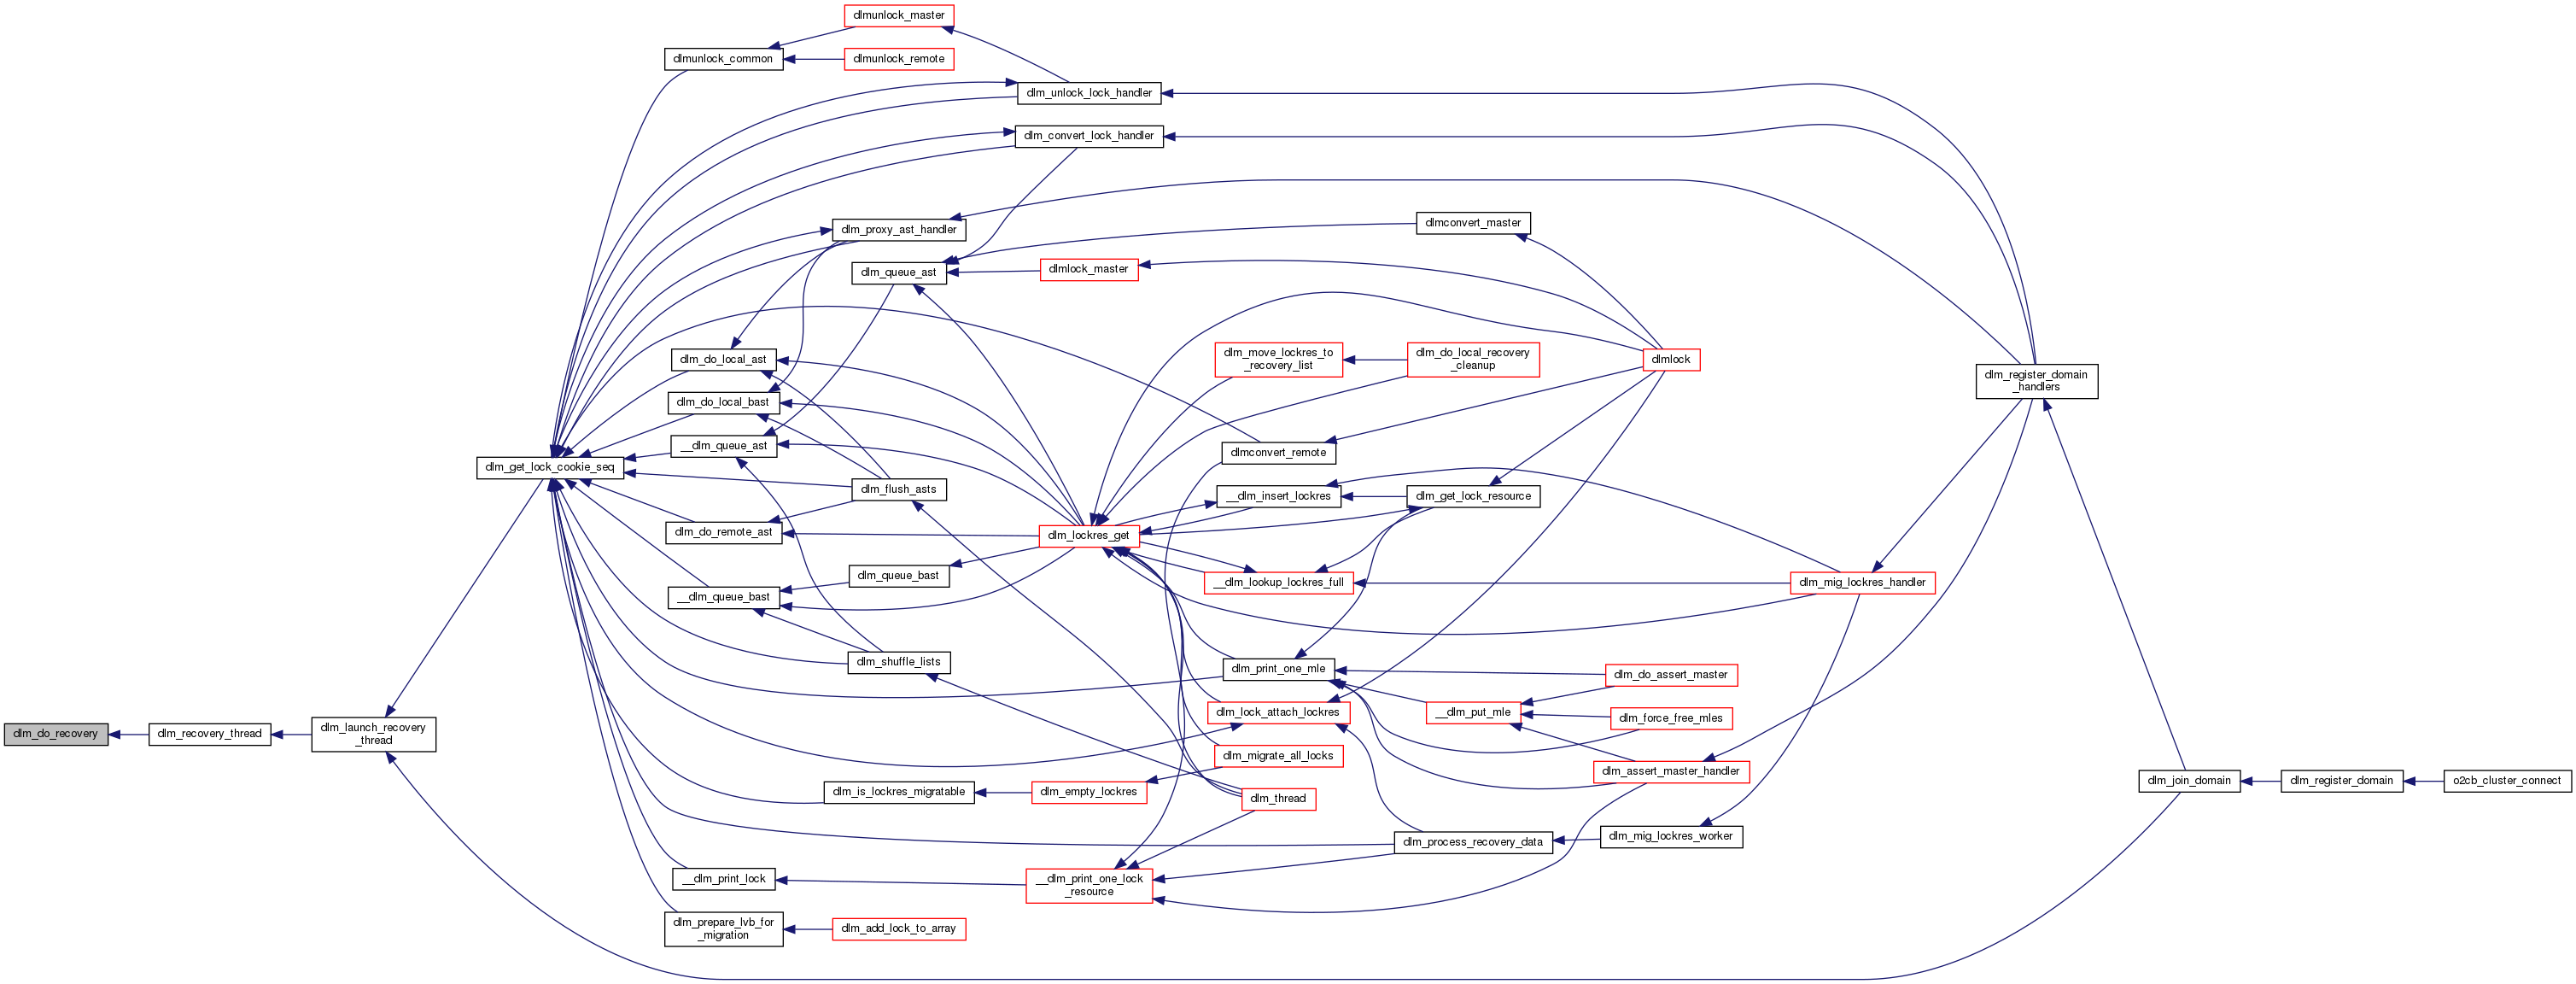 dlmunlock_master
dlmunlock_common
dlmunlock_remote
dlm_unlock_lock_handler
dlm_convert_lock_handler
dlm_proxy_ast_handler
dlmconvert_master
dlm_queue_ast
dlmlock_master
dlm_do_local_ast
dlm_move_lockres_to
_recovery_list
dlm_do_local_recovery
_cleanup
dlmlock
dlm_register_domain
_handlers
dlm_do_local_bast
__dlm_queue_ast
dlmconvert_remote
dlm_get_lock_cookie_seq
dlm_flush_asts
__dlm_insert_lockres
dlm_get_lock_resource
dlm_do_remote_ast
dlm_lockres_get
dlm_queue_bast
__dlm_lookup_lockres_full
dlm_mig_lockres_handler
__dlm_queue_bast
dlm_shuffle_lists
dlm_print_one_mle
dlm_do_assert_master
dlm_lock_attach_lockres
__dlm_put_mle
dlm_force_free_mles
dlm_do_recovery
dlm_recovery_thread
dlm_launch_recovery
_thread
dlm_migrate_all_locks
dlm_assert_master_handler
dlm_join_domain
dlm_register_domain
o2cb_cluster_connect
dlm_is_lockres_migratable
dlm_empty_lockres
dlm_thread
dlm_process_recovery_data
dlm_mig_lockres_worker
__dlm_print_lock
__dlm_print_one_lock
_resource
dlm_prepare_lvb_for
_migration
dlm_add_lock_to_array